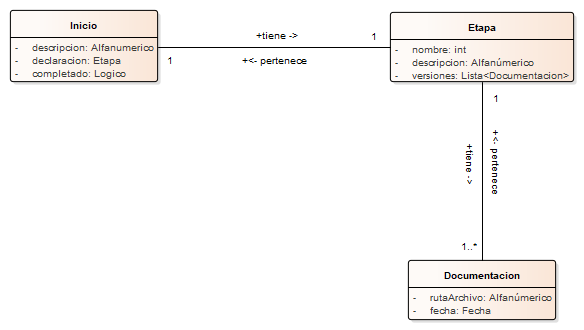 Inicio
- descripcion: Alfanumerico
- declaracion: Etapa
- completado: Logico
+tiene ->
1
1
+<- pertenece
Etapa
- nombre: int
- descripcion: Alfanúmerico
- versiones: Lista<Documentacion>
1
+tiene ->
+<- pertenece
1..*
Documentacion
- rutaArchivo: Alfanúmerico
- fecha: Fecha